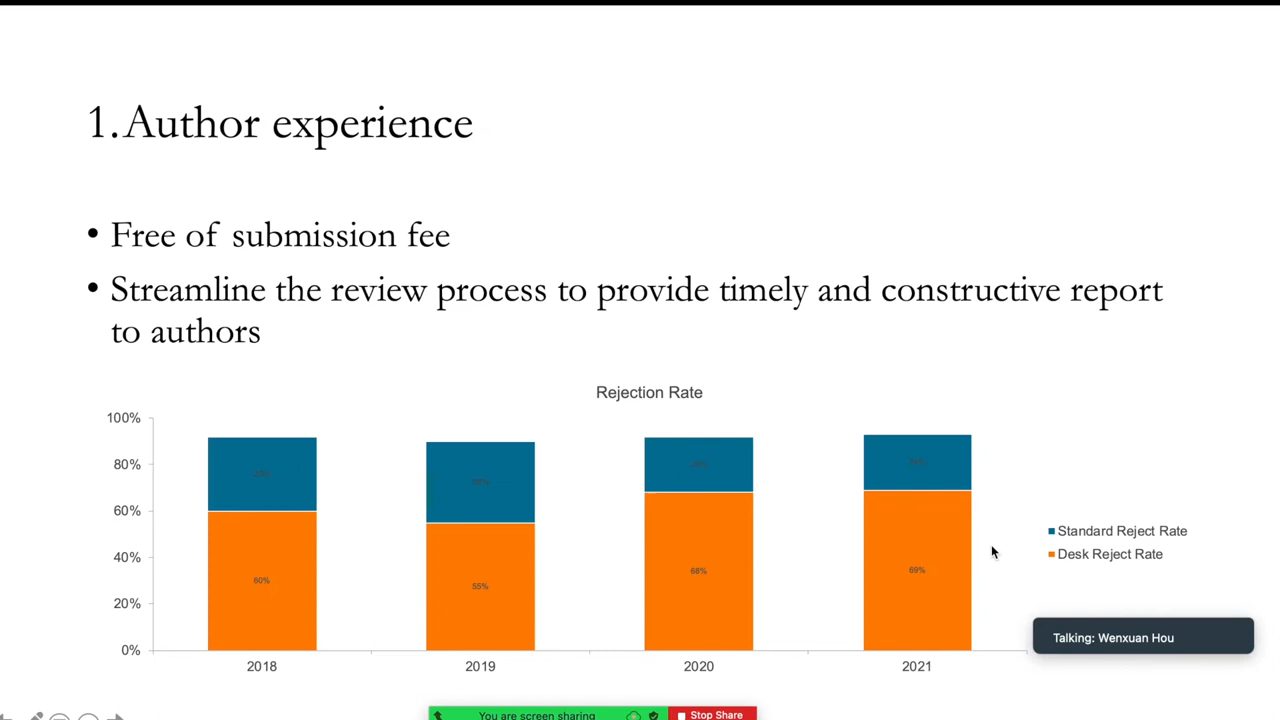 1.Author experience
• Free of submission fee
• Streamline the review process to provide timely and constructive report
to authors
Rejection Rate
100%
80%
60%
40%
20%
0%
60%
55%
68%
69%
2018
2019
2020
2021
Standard Reject Rate
Desk Reject Rate
Talking: Wenxuan Hou
You are screen sharing
Stop Share